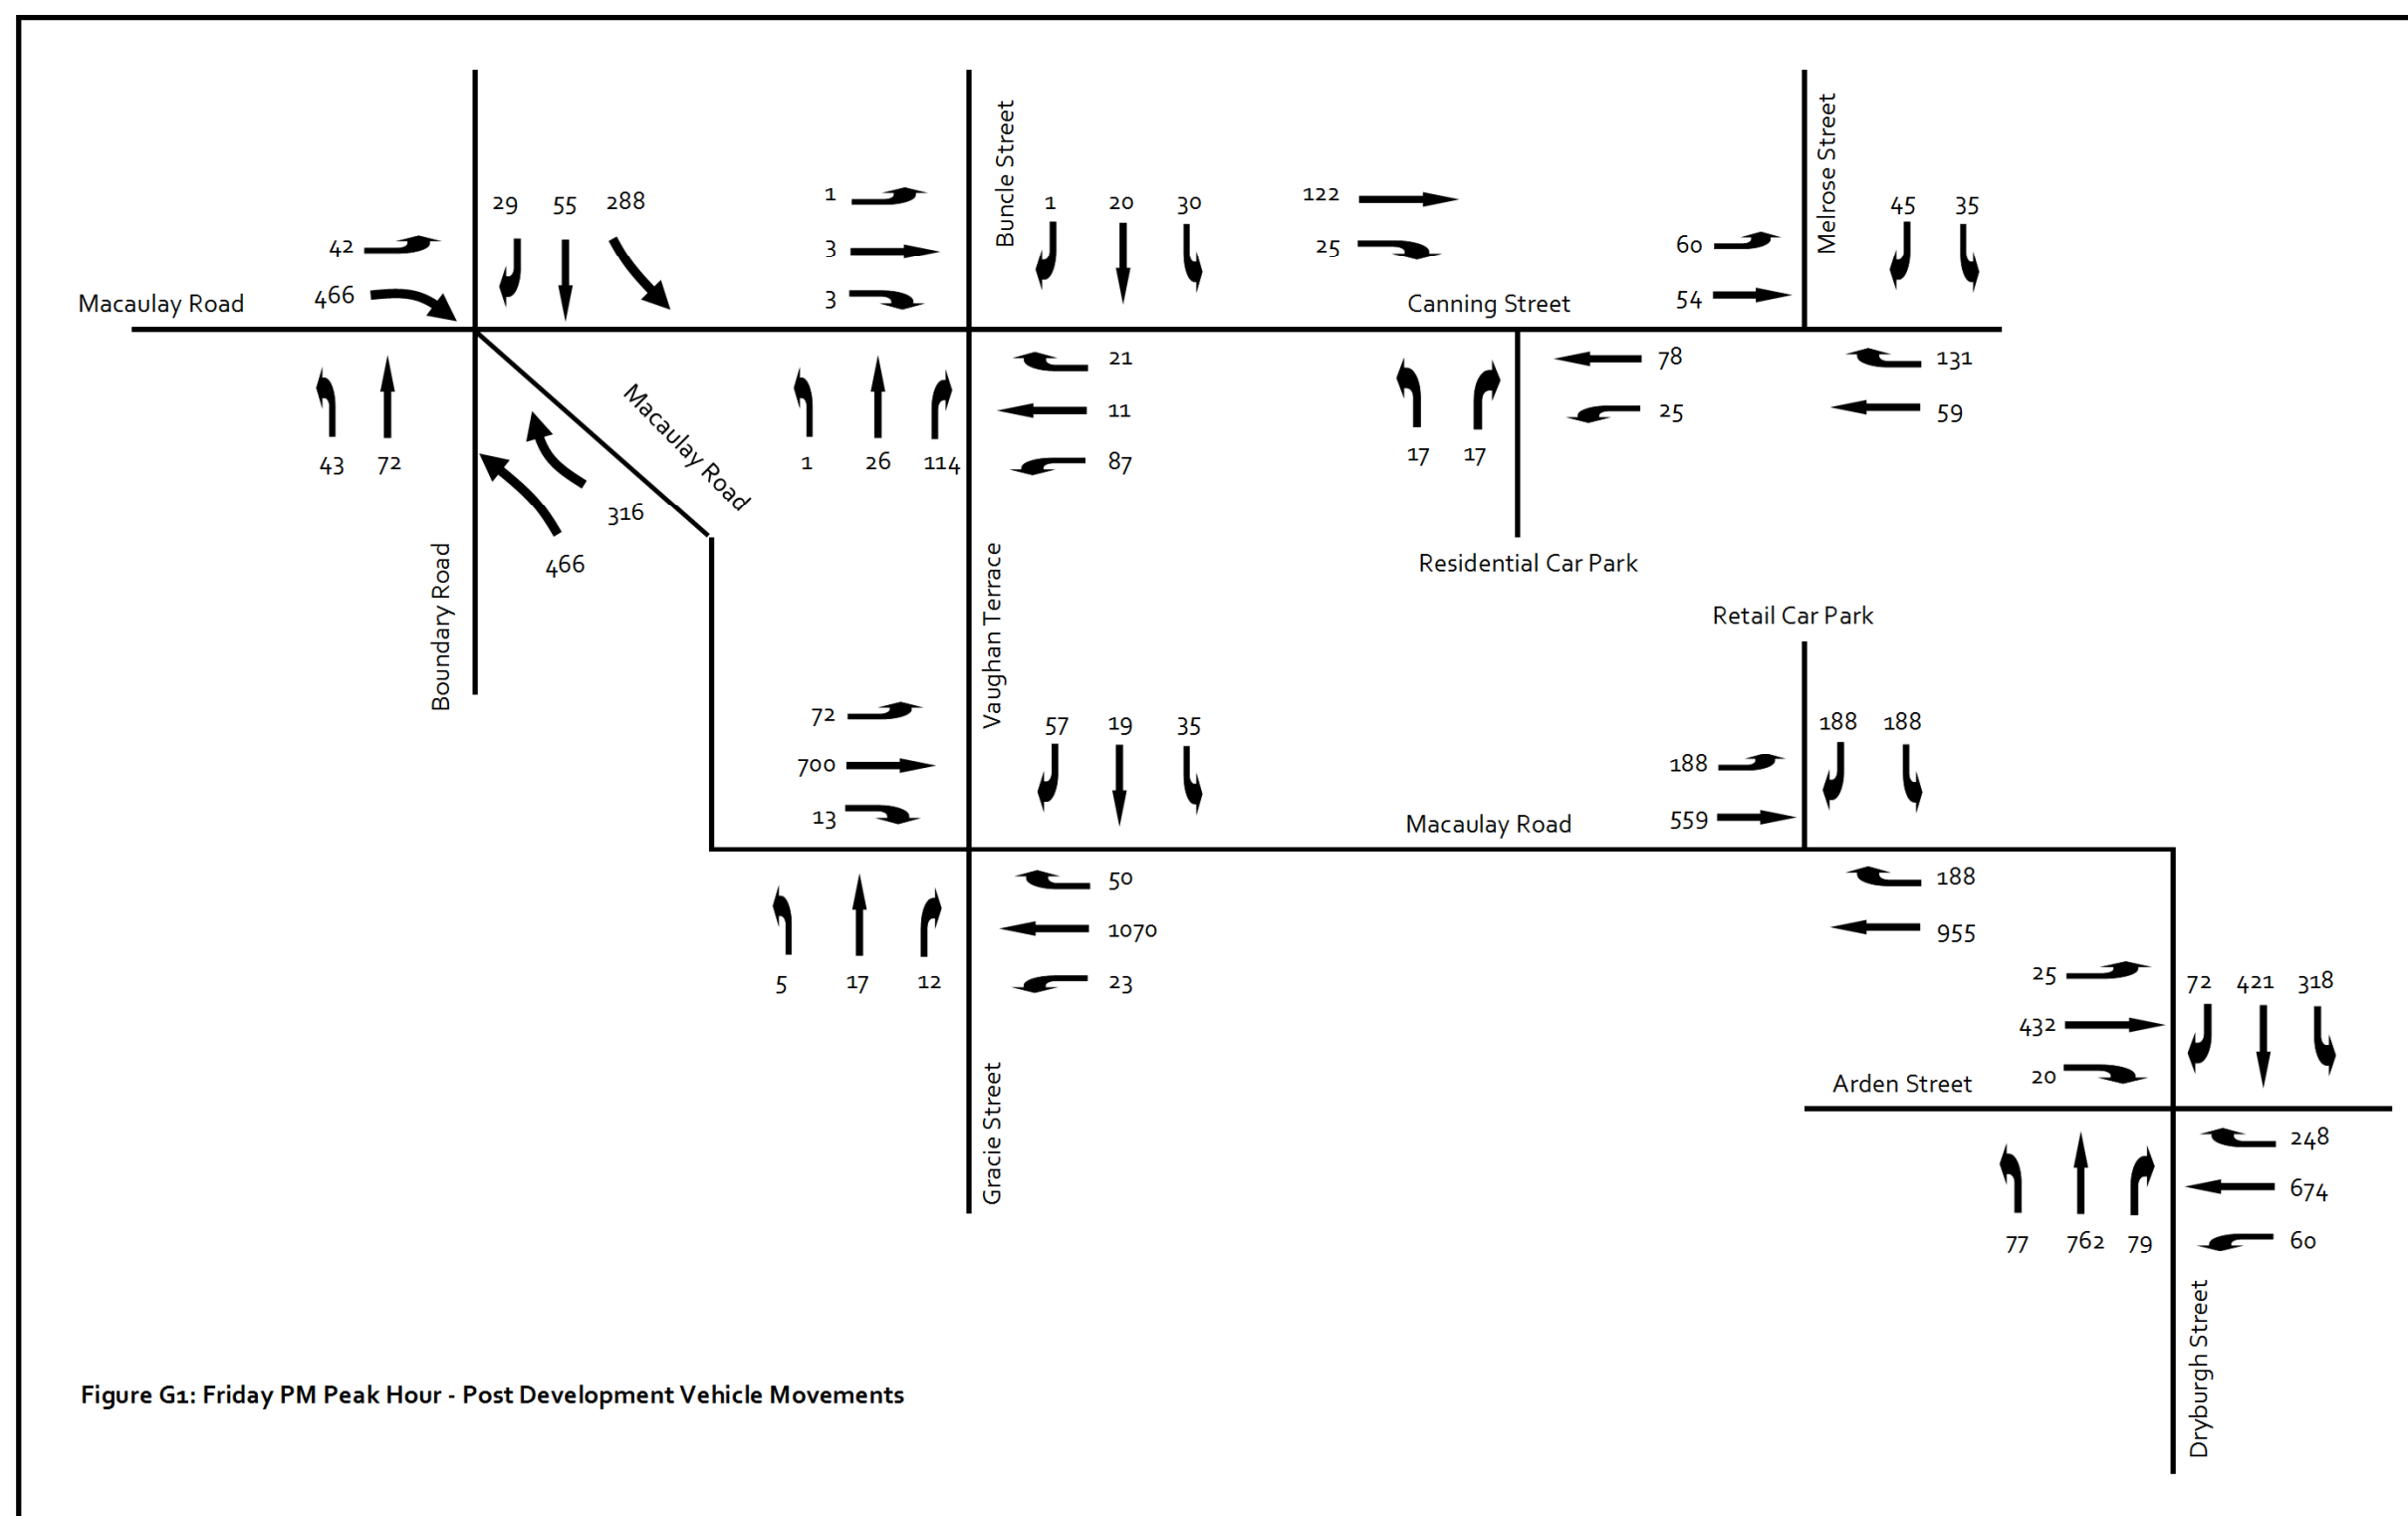 Buncle Street
Melrose Street
29 55 288
1
1 20 30
122
45 35
42
3
25
60
466
3
54
Macaulay Road
Canning Street
21
78
131
11
25
59
43 72
1 26 114
87
17 17
Macaulay Road
316
466
Boundary Road
Vaughan Terrace
Residential Car Park
Retail Car Park
72
57 19 35
188 188
700
188
13
Macaulay Road
559
50
188
1070
955
5 17 12
23
25
72 421 318
432
20
Gracie Street
Arden Street
248
674
77 762 79
60
Dryburgh Street
Figure G1: Friday PM Peak Hour - Post Development Vehicle Movements